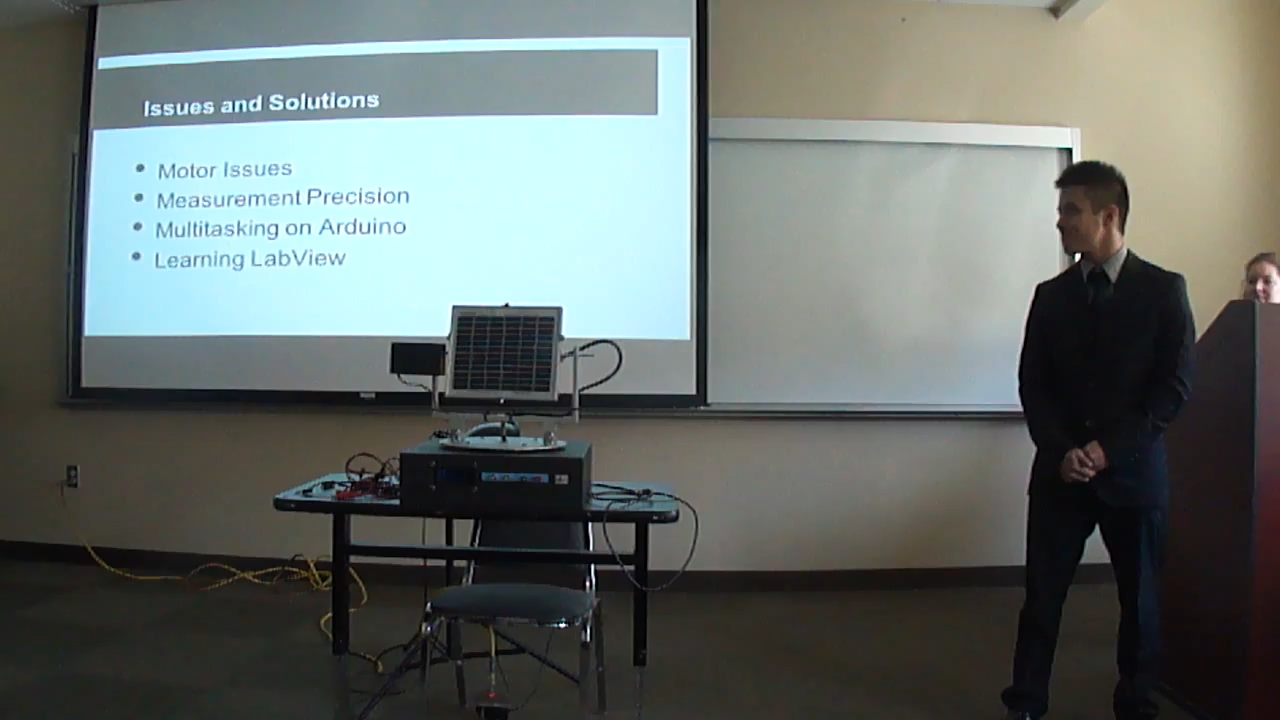 Issues and Solutions
Motor Issues
Measurement Precision
Multitasking on Arduino
Learning LabView